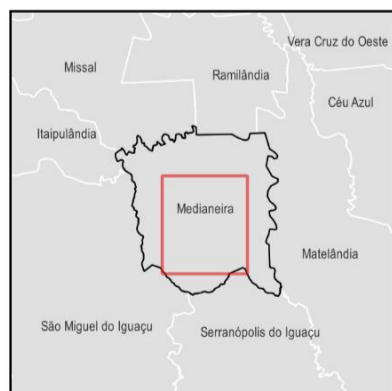 Vera Cruz do Oeste
Missal
Ramilândia
Céu Azul
Itaipulândia
Medianeira
Matelândia
São Miguel do Iguaçu
Serranópolis do Iguaçu